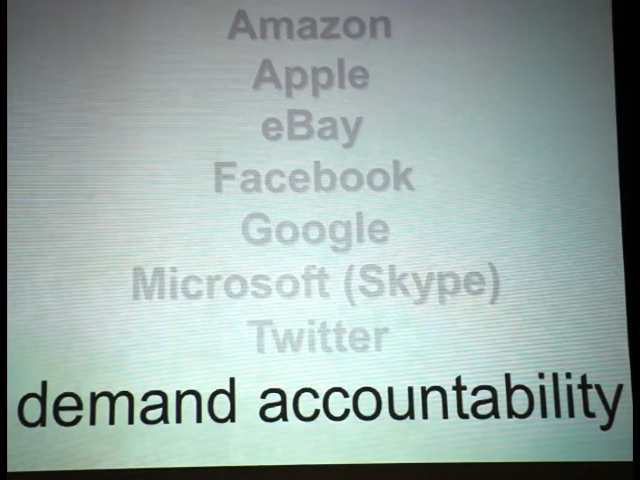 Amazon
Apple
eBay
Facebook
Google
Microsoft (Skype)
Twitter
demand accountability